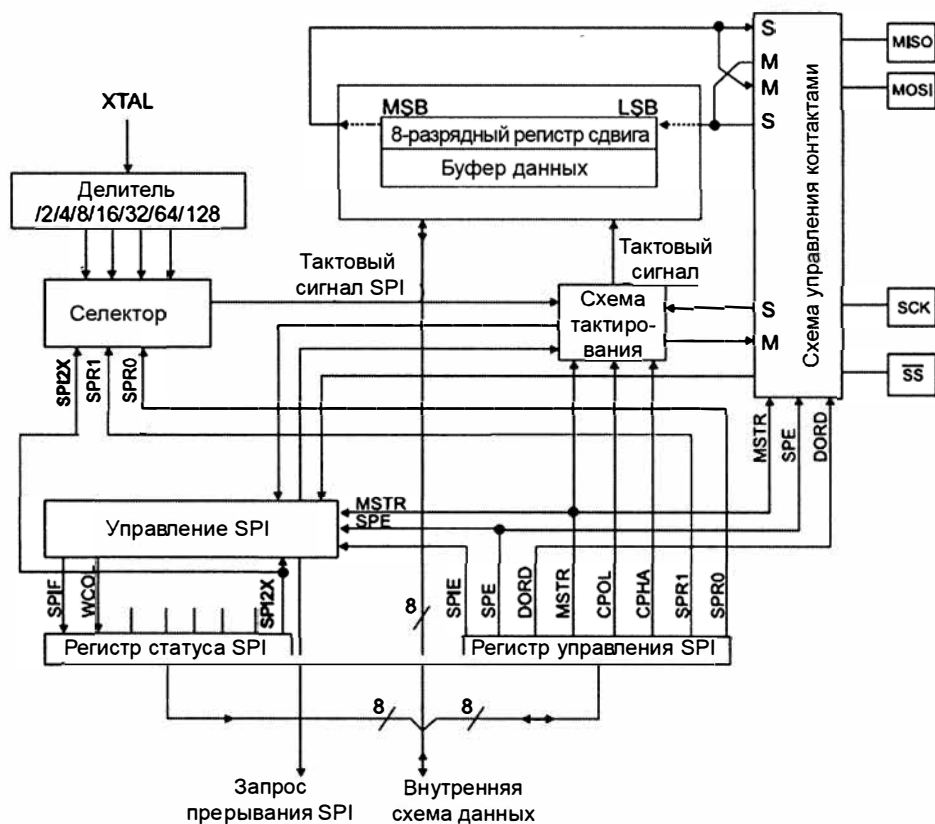 S
M
M
S
MISO
MOSI
XTAL
MSB
LSB
8-разрядный регистр сдвига
Буфер данных
Делитель
/2/4/8/16/32/64/128
Схема управления контактами
Тактовый
сигнал SPI
Тактовый
сигнал
Селектор
Схема
тактиро-
вания
S
M
SCK
SS
SPI2X
SPR1
SPR0
MSTR
SPE
DORD
MSTR
SPE
Управление SPI
SPIF
WCOL
SPI2X
8
SPIE
SPE
DORD
MSTR
CPOL
CPHA
SPR1
SPR0
Регистр статуса SPI
Регистр управления SPI
8
8
Запрос
прерывания SPI
Внутренняя
схема данных